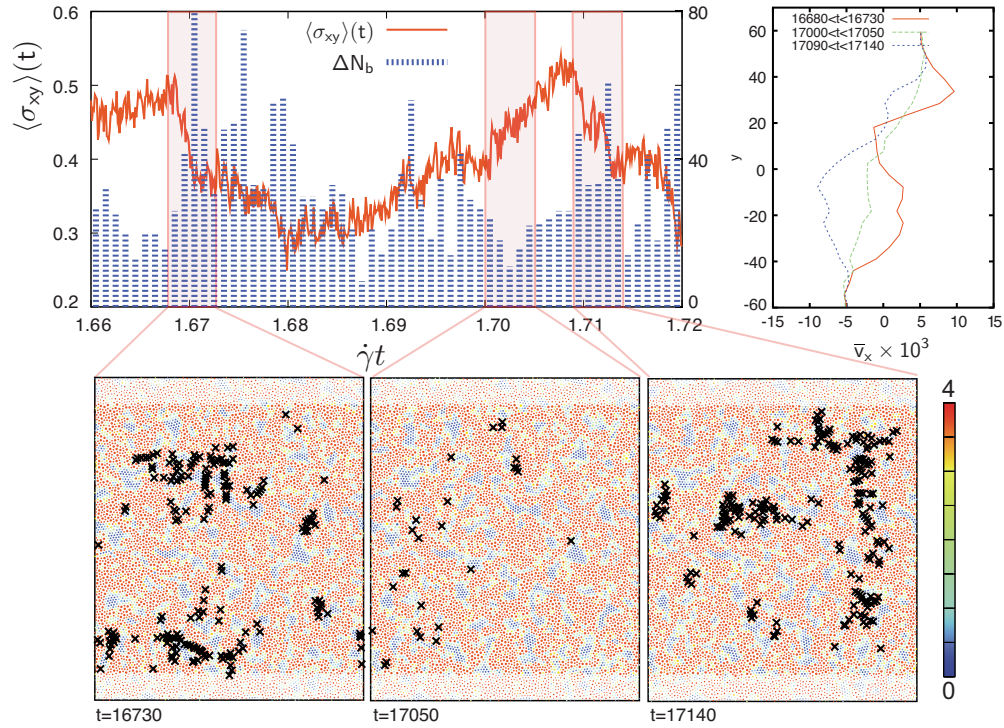 ⟨σxy⟩(t)
0.6
0.5
0.4
0.3
0.2
⟨σxy⟩(t)
ΔNb
80
40
0
1.66 1.67 1.68 1.69 1.70 1.71 1.72
γ̇t
16680<t<16730
17000<t<17050
17090<t<17140
y
60
40
20
0
-20
-40
-60
-15 -10 -5 0 5 10 15
v̄x × 10³
4
0
t=16730 t=17050 t=17140